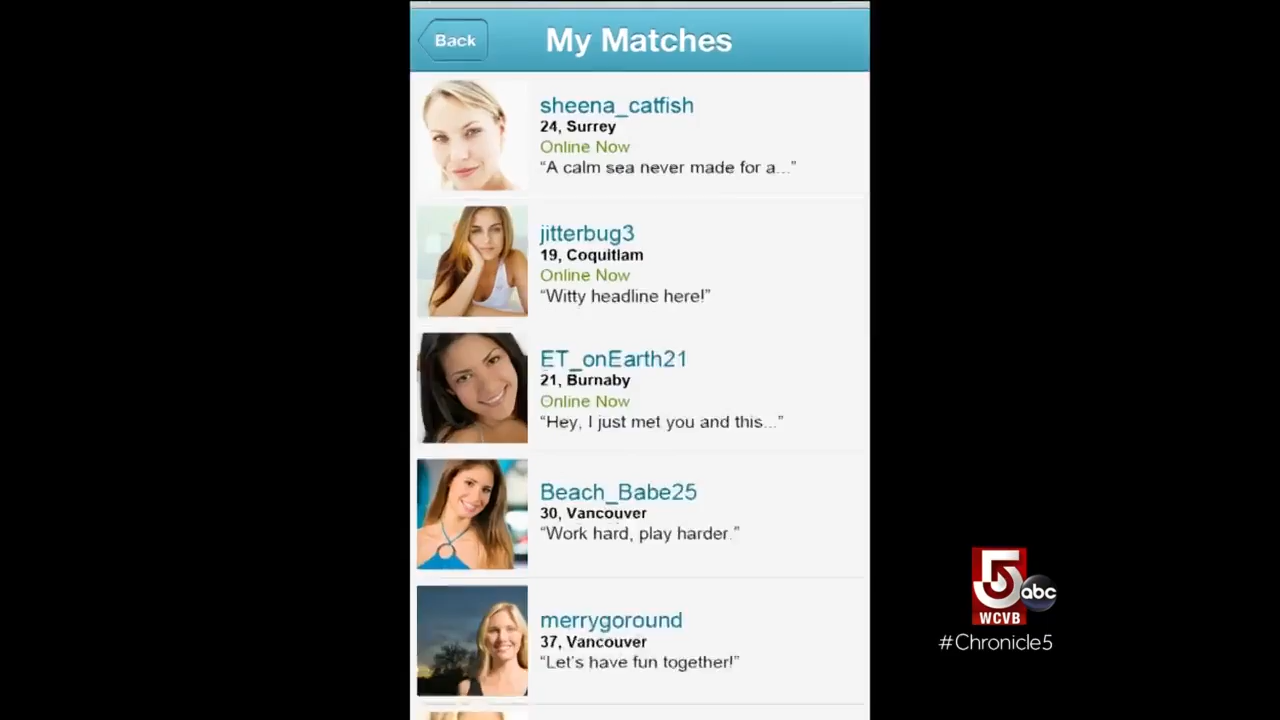 Back
My Matches
sheena_catfish
24, Surrey
Online Now
“A calm sea never made for a...”
jitterbug3
19, Coquitlam
Online Now
“Witty headline here!”
ET_onEarth21
21, Burnaby
Online Now
“Hey, I just met you and this...”
Beach_Babe25
30, Vancouver
“Work hard, play harder.”
merrygoround
37, Vancouver
“Let's have fun together!”
5
abc
WCVB
#Chronicle5